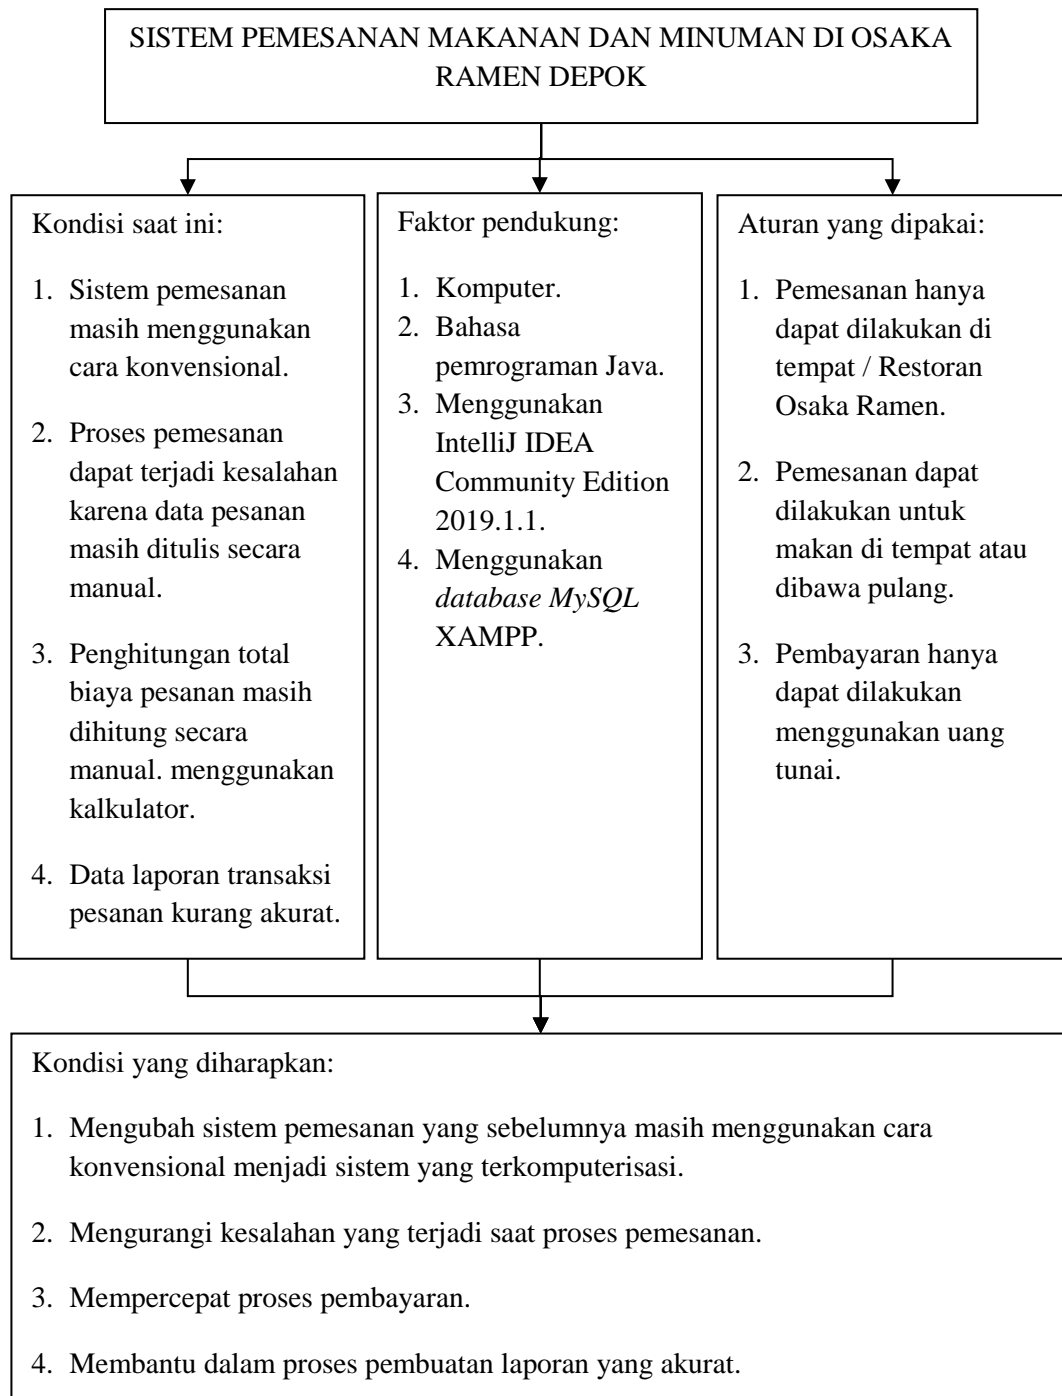 SISTEM PEMESANAN MAKANAN DAN MINUMAN DI OSAKA
RAMEN DEPOK
Kondisi saat ini:
1. Sistem pemesanan
masih menggunakan
cara konvensional.
2. Proses pemesanan
dapat terjadi kesalahan
karena data pesanan
masih ditulis secara
manual.
3. Penghitungan total
biaya pesanan masih
dihitung secara
manual. menggunakan
kalkulator.
4. Data laporan transaksi
pesanan kurang akurat.
Faktor pendukung:
1. Komputer.
2. Bahasa
pemrograman Java.
3. Menggunakan
IntelliJ IDEA
Community Edition
2019.1.1.
4. Menggunakan
database MySQL
XAMPP.
Aturan yang dipakai:
1. Pemesanan hanya
dapat dilakukan di
tempat / Restoran
Osaka Ramen.
2. Pemesanan dapat
dilakukan untuk
makan di tempat atau
dibawa pulang.
3. Pembayaran hanya
dapat dilakukan
menggunakan uang
tunai.
Kondisi yang diharapkan:
1. Mengubah sistem pemesanan yang sebelumnya masih menggunakan cara
konvensional menjadi sistem yang terkomputerisasi.
2. Mengurangi kesalahan yang terjadi saat proses pemesanan.
3. Mempercepat proses pembayaran.
4. Membantu dalam proses pembuatan laporan yang akurat.